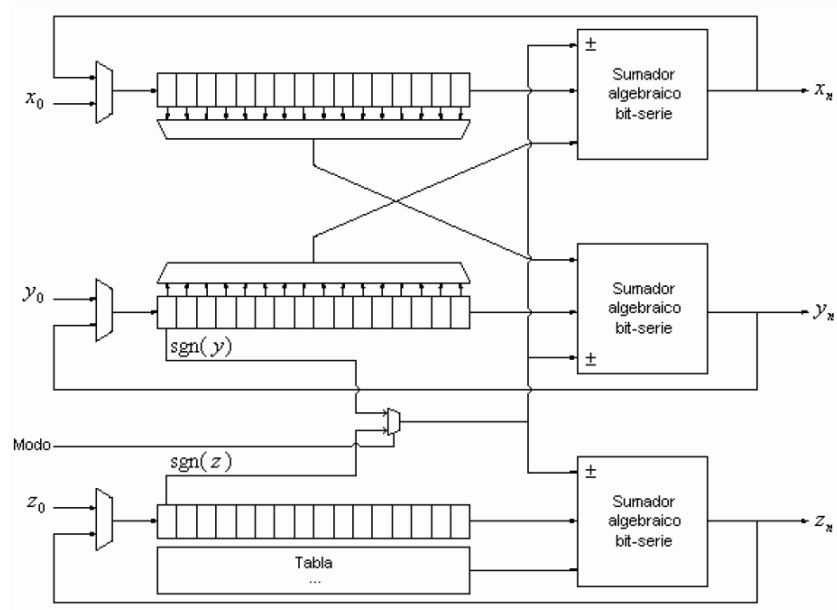 ±
Sumador
algebraico
bit-serie
x₀
xₙ
y₀
±
Sumador
algebraico
bit-serie
yₙ
sgn(y)
Modo
sgn(z)
z₀
±
Sumador
algebraico
bit-serie
zₙ
Tabla
...